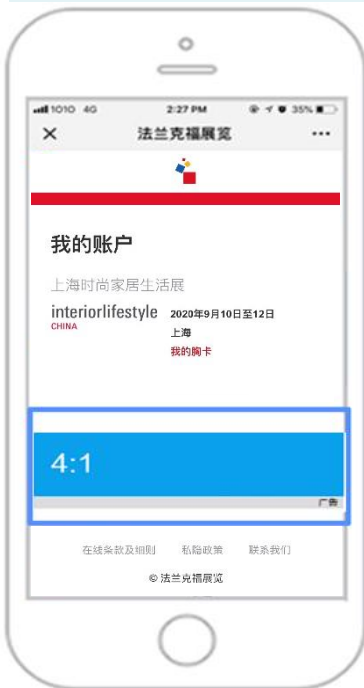 1010 4G 2:27 PM 35%
× 法兰克福展览 ···
我的账户
上海时尚家居生活展
interiorlifestyle 2020年9月10日至12日
CHINA 上海
我的胸卡
4:1
广告
在线条款及细则 私隐政策 联系我们
© 法兰克福展览